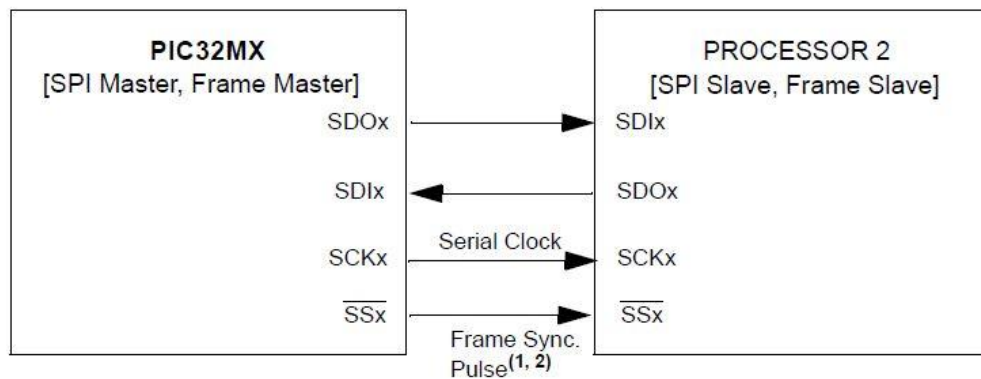 PIC32MX
[SPI Master, Frame Master]
PROCESSOR 2
[SPI Slave, Frame Slave]
SDOx
SDIx
SDIx
SDOx
SCKx
Serial Clock
SCKx
SSx
Frame Sync.
Pulse(1, 2)
SSx